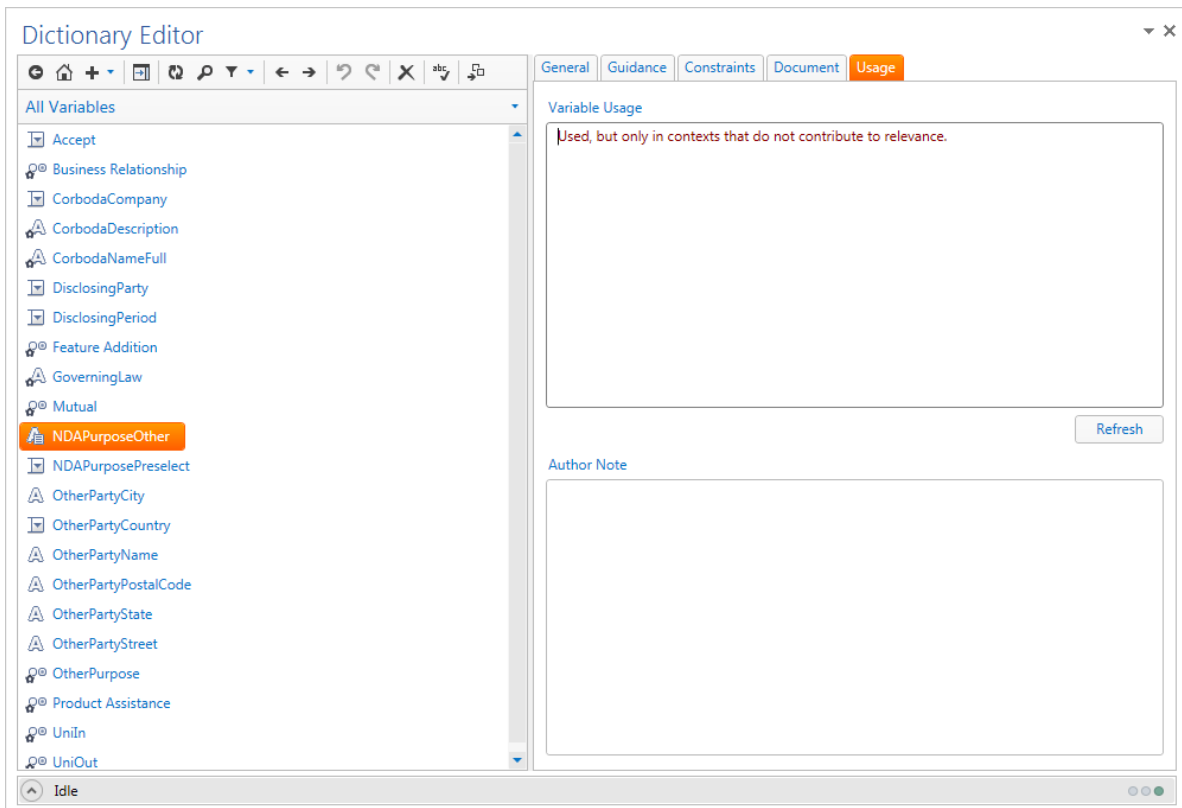 Dictionary Editor
General Guidance Constraints Document Usage
abc
All Variables
Variable Usage
Used, but only in contexts that do not contribute to relevance.
Accept
Business Relationship
CorbodaCompany
CorbodaDescription
CorbodaNameFull
DisclosingParty
DisclosingPeriod
Feature Addition
GoverningLaw
Mutual
NDAPurposeOther
Refresh
NDAPurposePreselect
Author Note
OtherPartyCity
OtherPartyCountry
OtherPartyName
OtherPartyPostalCode
OtherPartyState
OtherPartyStreet
OtherPurpose
Product Assistance
UniIn
UniOut
Idle